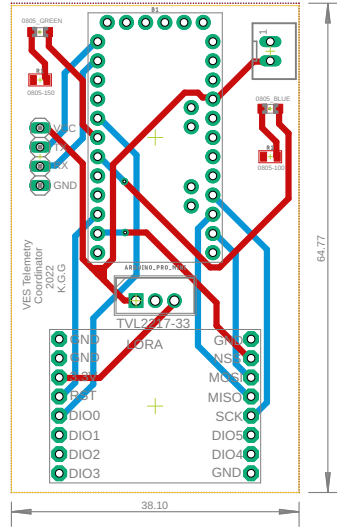 0805_GREEN
B1
1
0805-150
0805_BLUE
VCC
TX
RX
GND
0805-100
VES Telemetry
Coordinator
2022
K.G.G
64.77
TVL2217-33
LORA
GND
GND
GND
NSS
3.3V
MOSI
RST
MISO
DIO0
SCK
DIO1
DIO5
DIO2
DIO4
DIO3
GND
38.10